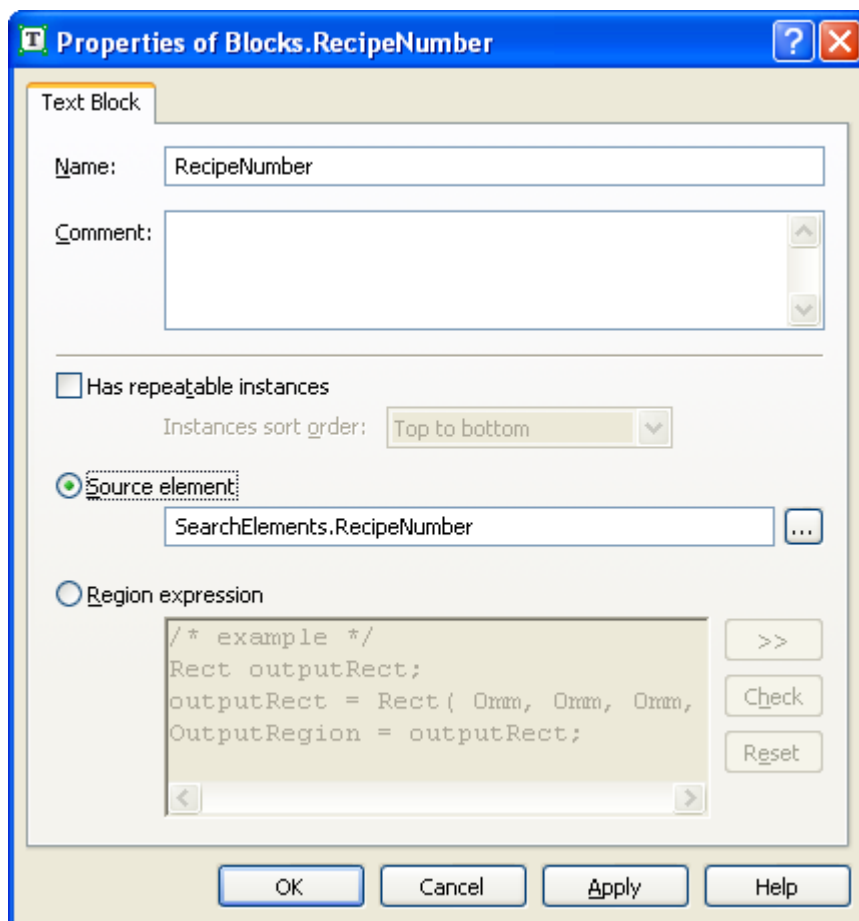 T Properties of Blocks.RecipeNumber ?
Text Block
Name: RecipeNumber
Comment:
Has repeatable instances
Instances sort order: Top to bottom
Source element
SearchElements.RecipeNumber ...
Region expression
/* example */
Rect outputRect;
outputRect = Rect( 0mm, 0mm, 0mm,
OutputRegion = outputRect;
>>
Check
Reset
OK Cancel Apply Help